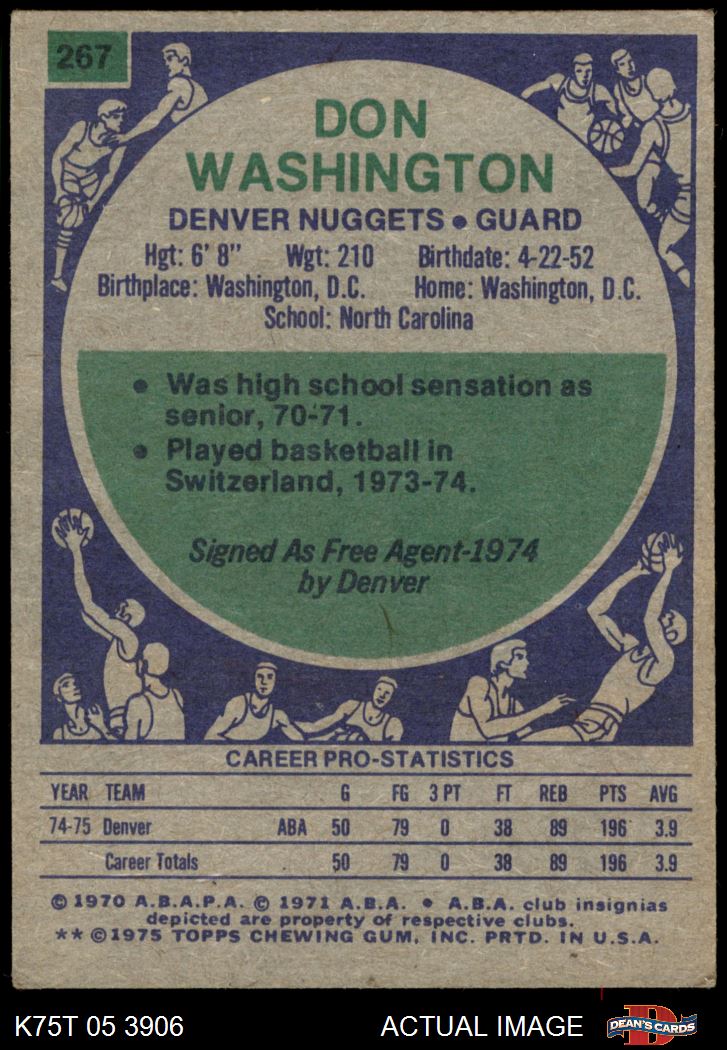 267
DON
WASHINGTON
DENVER NUGGETS • GUARD
Hgt: 6' 8" Wgt: 210 Birthdate: 4-22-52
Birthplace: Washington, D.C. Home: Washington, D.C.
School: North Carolina
• Was high school sensation as
senior, 70-71.
• Played basketball in
Switzerland, 1973-74.
Signed As Free Agent-1974
by Denver
CAREER PRO-STATISTICS
YEAR TEAM G FG 3 PT FT REB PTS AVG
74-75 Denver ABA 50 79 0 38 89 196 3.9
Career Totals 50 79 0 38 89 196 3.9
© 1970 A.B.A.P.A. © 1971 A.B.A. • A.B.A. club insignias
depicted are property of respective clubs.
** © 1975 TOPPS CHEWING GUM, INC. PRTD. IN U.S.A.
K75T 05 3906 ACTUAL IMAGE DEAN'S CARDS